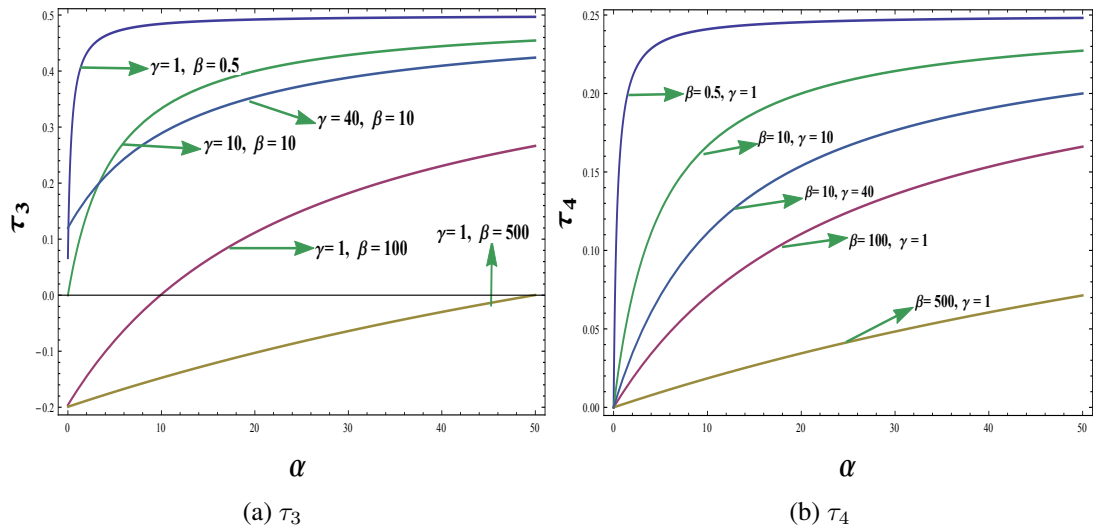 0.5
0.4
0.3
0.2
0.1
0.0
−0.1
−0.2
τ3
γ= 1, β = 0.5
γ = 40, β = 10
γ= 10, β = 10
γ= 1, β = 500
γ= 1, β = 100
0 10 20 30 40 50
α
(a) τ3
0.25
0.20
0.15
0.10
0.05
0.00
τ4
β= 0.5, γ = 1
β= 10, γ = 10
β= 10, γ = 40
β= 100, γ = 1
β= 500, γ = 1
0 10 20 30 40 50
α
(b) τ4